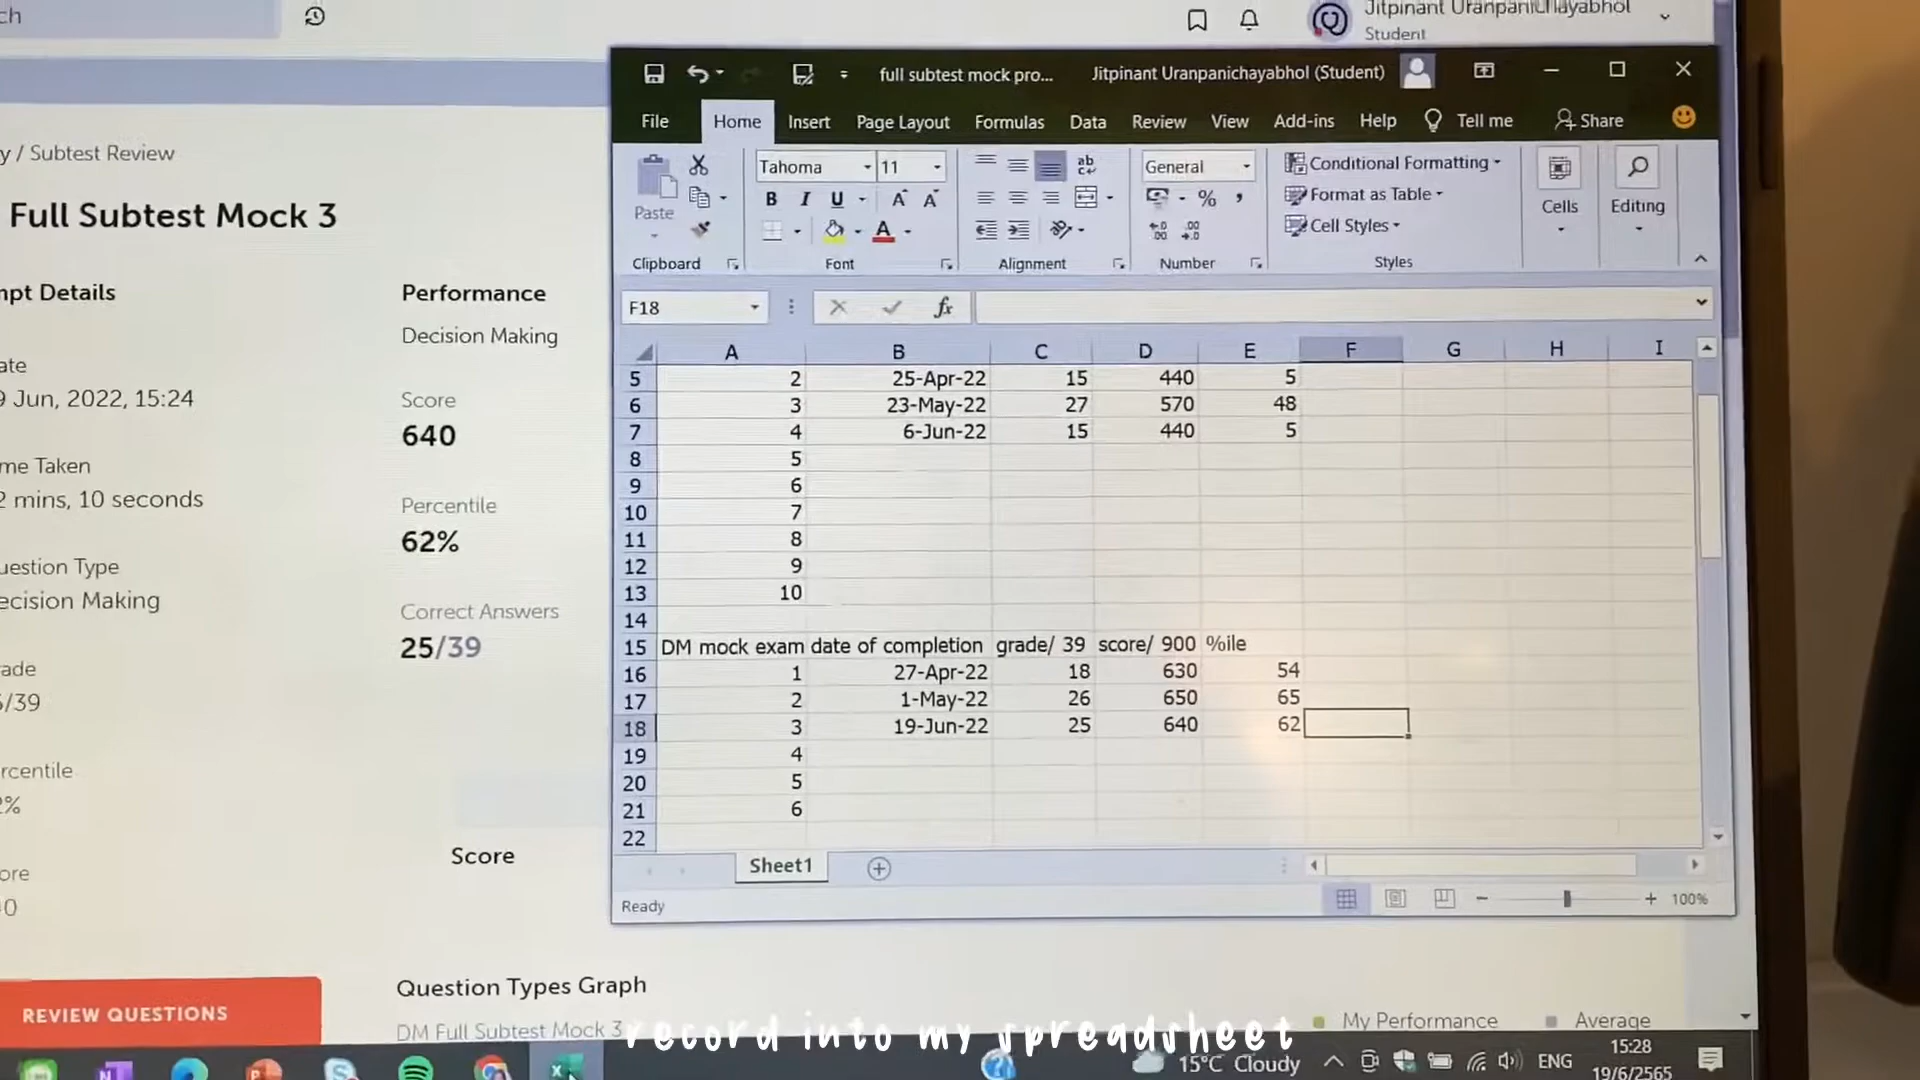 ch
Jitpinant Uranpanichayabhol
Student
full subtest mock pro...
Jitpinant Uranpanichayabhol (Student)
File Home Insert Page Layout Formulas Data Review View Add-ins Help Tell me Share
y / Subtest Review
Full Subtest Mock 3
mpt Details
ate
9 Jun, 2022, 15:24
me Taken
2 mins, 10 seconds
uestion Type
ecision Making
ade
5/39
rcentile
2%
ore
0
REVIEW QUESTIONS
Performance
Decision Making
Score
640
Percentile
62%
Correct Answers
25/39
Score
Question Types Graph
DM Full Subtest Mock 3
My Performance
Average
Paste
Clipboard
Tahoma 11
B I U A A
A
Font
ab
Alignment
General
% ,
Number
Conditional Formatting
Format as Table
Cell Styles
Styles
Cells
Editing
F18
fx
A B C D E F G H I
5 2 25-Apr-22 15 440 5
6 3 23-May-22 27 570 48
7 4 6-Jun-22 15 440 5
8 5
9 6
10 7
11 8
12 9
13 10
14
15 DM mock exam date of completion grade/ 39 score/ 900 %ile
16 1 27-Apr-22 18 630 54
17 2 1-May-22 26 650 65
18 3 19-Jun-22 25 640 62
19 4
20 5
21 6
22
Sheet1
Ready
100%
record into my spreadsheet
15°C Cloudy
ENG
15:28
19/6/2565